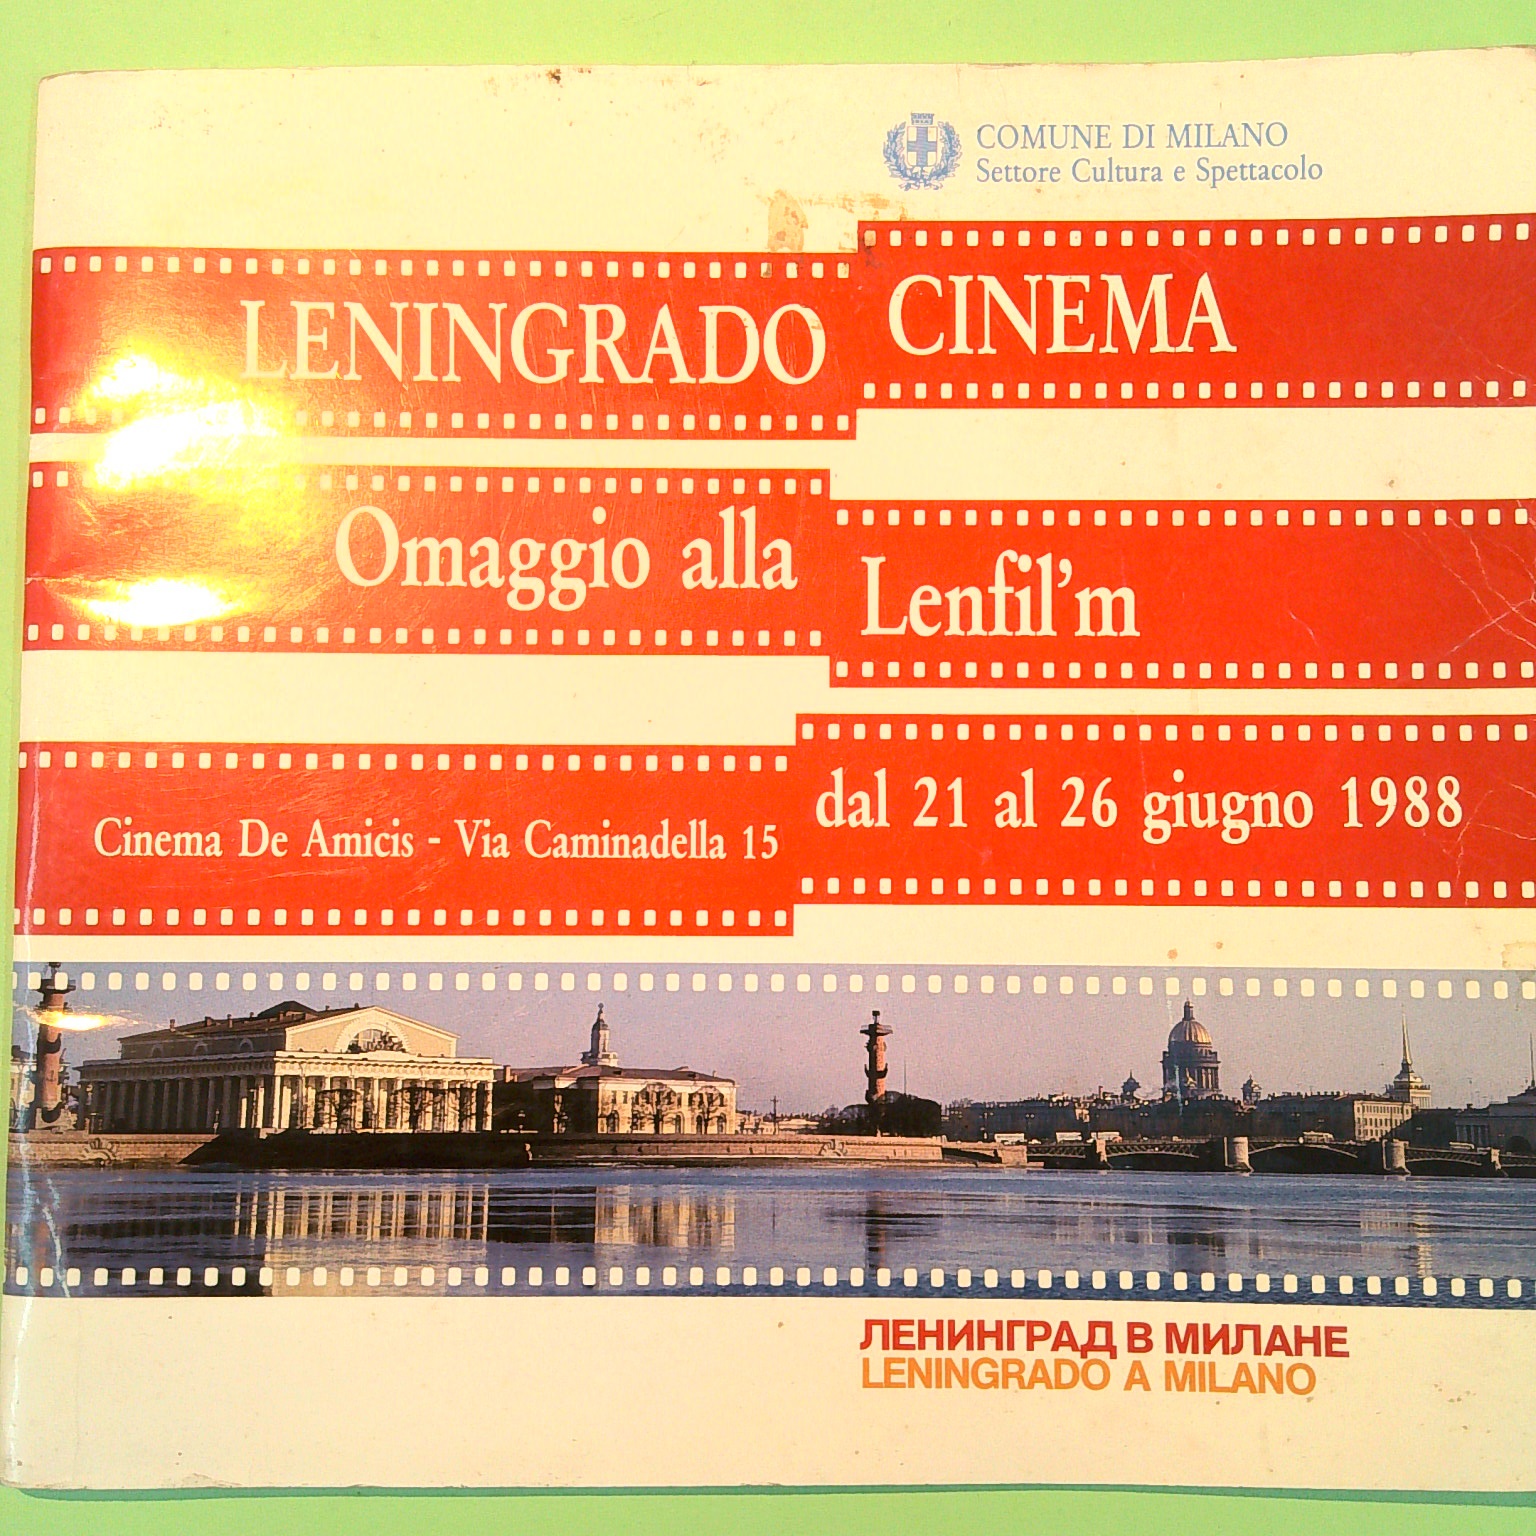 COMUNE DI MILANO
Settore Cultura e Spettacolo
LENINGRADO CINEMA
Omaggio alla Lenfil’m
Cinema De Amicis - Via Caminadella 15
dal 21 al 26 giugno 1988
ЛЕНИНГРАД В МИЛАНЕ
LENINGRADO A MILANO